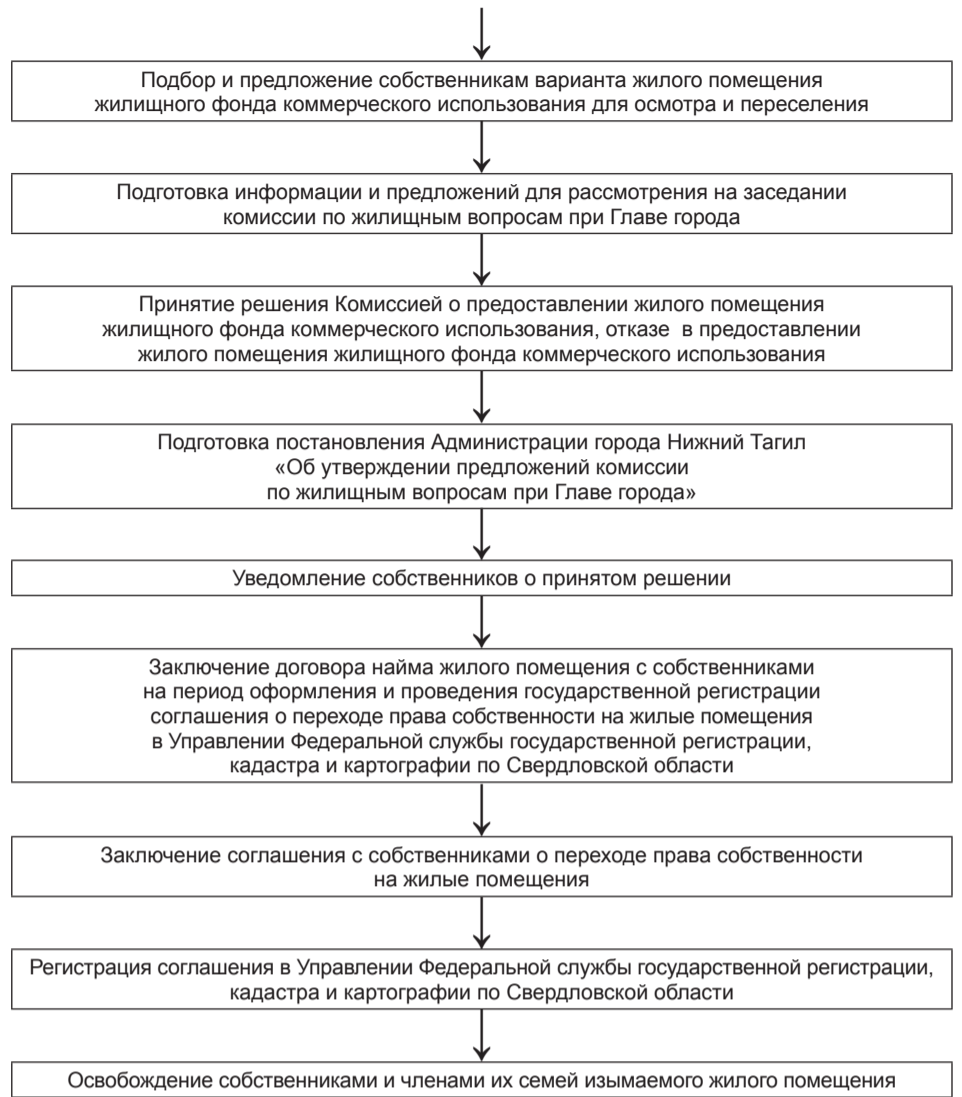 Подбор и предложение собственникам варианта жилого помещения
жилищного фонда коммерческого использования для осмотра и переселения
Подготовка информации и предложений для рассмотрения на заседании
комиссии по жилищным вопросам при Главе города
Принятие решения Комиссией о предоставлении жилого помещения
жилищного фонда коммерческого использования, отказе в предоставлении
жилого помещения жилищного фонда коммерческого использования
Подготовка постановления Администрации города Нижний Тагил
«Об утверждении предложений комиссии
по жилищным вопросам при Главе города»
Уведомление собственников о принятом решении
Заключение договора найма жилого помещения с собственниками
на период оформления и проведения государственной регистрации
соглашения о переходе права собственности на жилые помещения
в Управлении Федеральной службы государственной регистрации,
кадастра и картографии по Свердловской области
Заключение соглашения с собственниками о переходе права собственности
на жилые помещения
Регистрация соглашения в Управлении Федеральной службы государственной регистрации,
кадастра и картографии по Свердловской области
Освобождение собственниками и членами их семей изымаемого жилого помещения